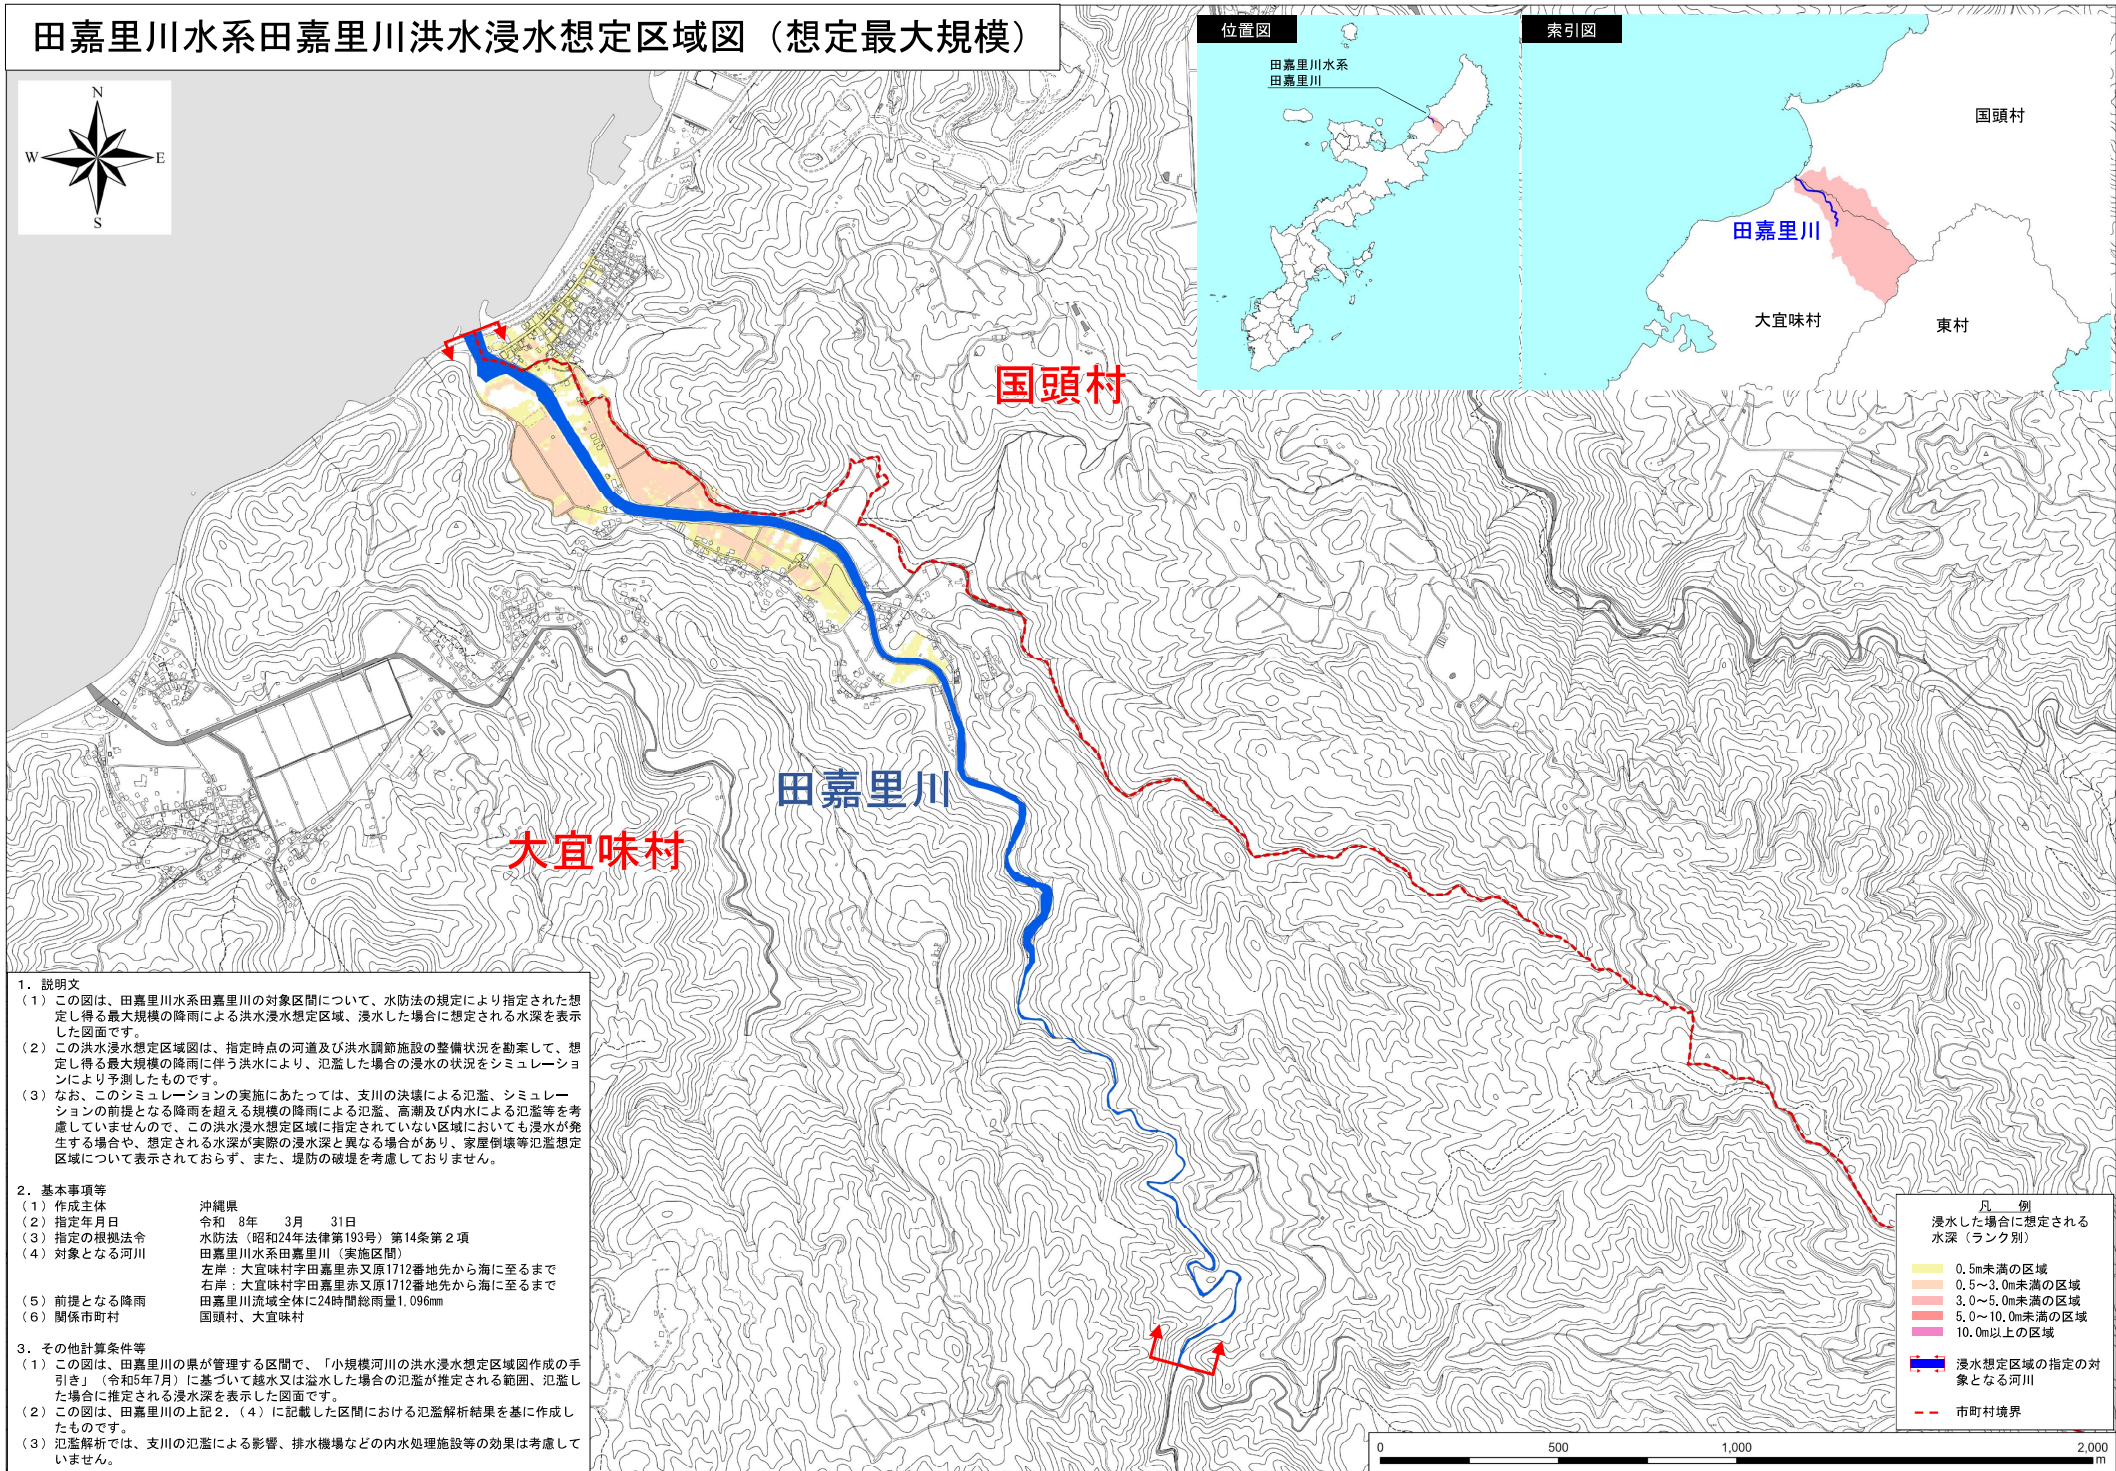 田嘉里川水系田嘉里川洪水浸水想定区域図（想定最大規模）
N
W
E
S
位置図
田嘉里川水系
田嘉里川
索引図
国頭村
田嘉里川
大宜味村
東村
国頭村
田嘉里川
大宜味村
1．説明文
（1）この図は、田嘉里川水系田嘉里川の対象区間について、水防法の規定により指定された想
定し得る最大規模の降雨による洪水浸水想定区域、浸水した場合に想定される水深を表示
した図面です。
（2）この洪水浸水想定区域図は、指定時点の河道及び洪水調節施設の整備状況を勘案して、想
定し得る最大規模の降雨に伴う洪水により、氾濫した場合の浸水の状況をシミュレーショ
ンにより予測したものです。
（3）なお、このシミュレーションの実施にあたっては、支川の決壊による氾濫、シミュレー
ションの前提となる降雨を超える規模の降雨による氾濫、高潮及び内水による氾濫等を考
慮していませんので、この洪水浸水想定区域に指定されていない区域においても浸水が発
生する場合や、想定される水深が実際の浸水深と異なる場合があり、家屋倒壊等氾濫想定
区域について表示されておらず、また、堤防の破堤を考慮しておりません。
2．基本事項等
（1）作成主体 沖縄県
（2）指定年月日 令和 8年 3月 31日
（3）指定の根拠法令 水防法（昭和24年法律第193号）第14条第２項
（4）対象となる河川 田嘉里川水系田嘉里川（実施区間）
左岸：大宜味村字田嘉里赤又原1712番地先から海に至るまで
右岸：大宜味村字田嘉里赤又原1712番地先から海に至るまで
（5）前提となる降雨 田嘉里川流域全体に24時間総雨量1,096mm
（6）関係市町村 国頭村、大宜味村
3．その他計算条件等
（1）この図は、田嘉里川の県が管理する区間で、「小規模河川の洪水浸水想定区域図作成の手
引き」（令和5年7月）に基づいて越水又は溢水した場合の氾濫が推定される範囲、氾濫し
た場合に推定される浸水深を表示した図面です。
（2）この図は、田嘉里川の上記２．（４）に記載した区間における氾濫解析結果を基に作成し
たものです。
（3）氾濫解析では、支川の氾濫による影響、排水機場などの内水処理施設等の効果は考慮して
いません。
凡 例
浸水した場合に想定される
水深（ランク別）
0.5m未満の区域
0.5～3.0m未満の区域
3.0～5.0m未満の区域
5.0～10.0m未満の区域
10.0m以上の区域
浸水想定区域の指定の対
象となる河川
市町村境界
0 500 1,000 2,000
m